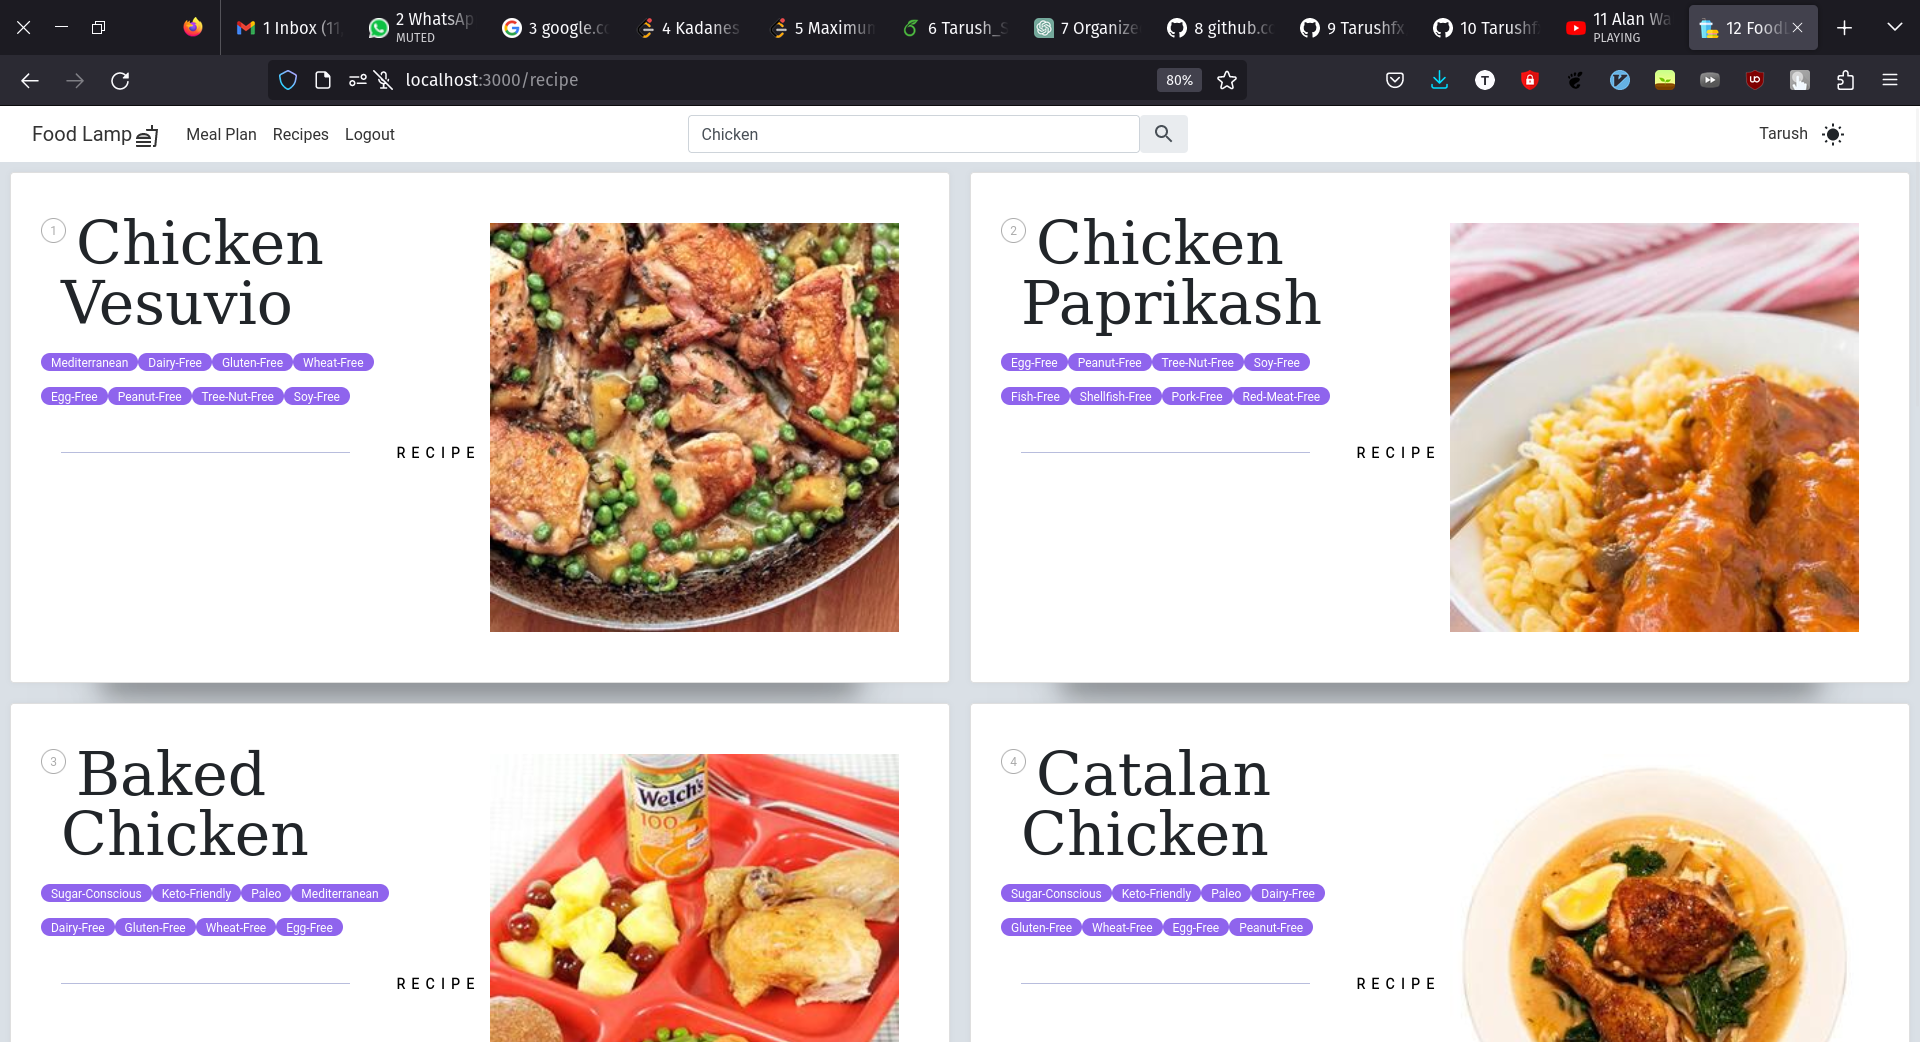 1 Inbox (11
2 WhatsAp
MUTED
3 google.co
4 Kadanes
5 Maximum
6 Tarush_S
7 Organize
8 github.co
9 Tarushfx
10 Tarushf
11 Alan Wa
PLAYING
12 FoodL
localhost:3000/recipe
80%
Food Lamp
Meal Plan
Recipes
Logout
Chicken
Tarush
1 Chicken
Vesuvio
Mediterranean Dairy-Free Gluten-Free Wheat-Free
Egg-Free Peanut-Free Tree-Nut-Free Soy-Free
RECIPE
2 Chicken
Paprikash
Egg-Free Peanut-Free Tree-Nut-Free Soy-Free
Fish-Free Shellfish-Free Pork-Free Red-Meat-Free
RECIPE
3 Baked
Chicken
Sugar-Conscious Keto-Friendly Paleo Mediterranean
Dairy-Free Gluten-Free Wheat-Free Egg-Free
RECIPE
Welch's
100
4 Catalan
Chicken
Sugar-Conscious Keto-Friendly Paleo Dairy-Free
Gluten-Free Wheat-Free Egg-Free Peanut-Free
RECIPE